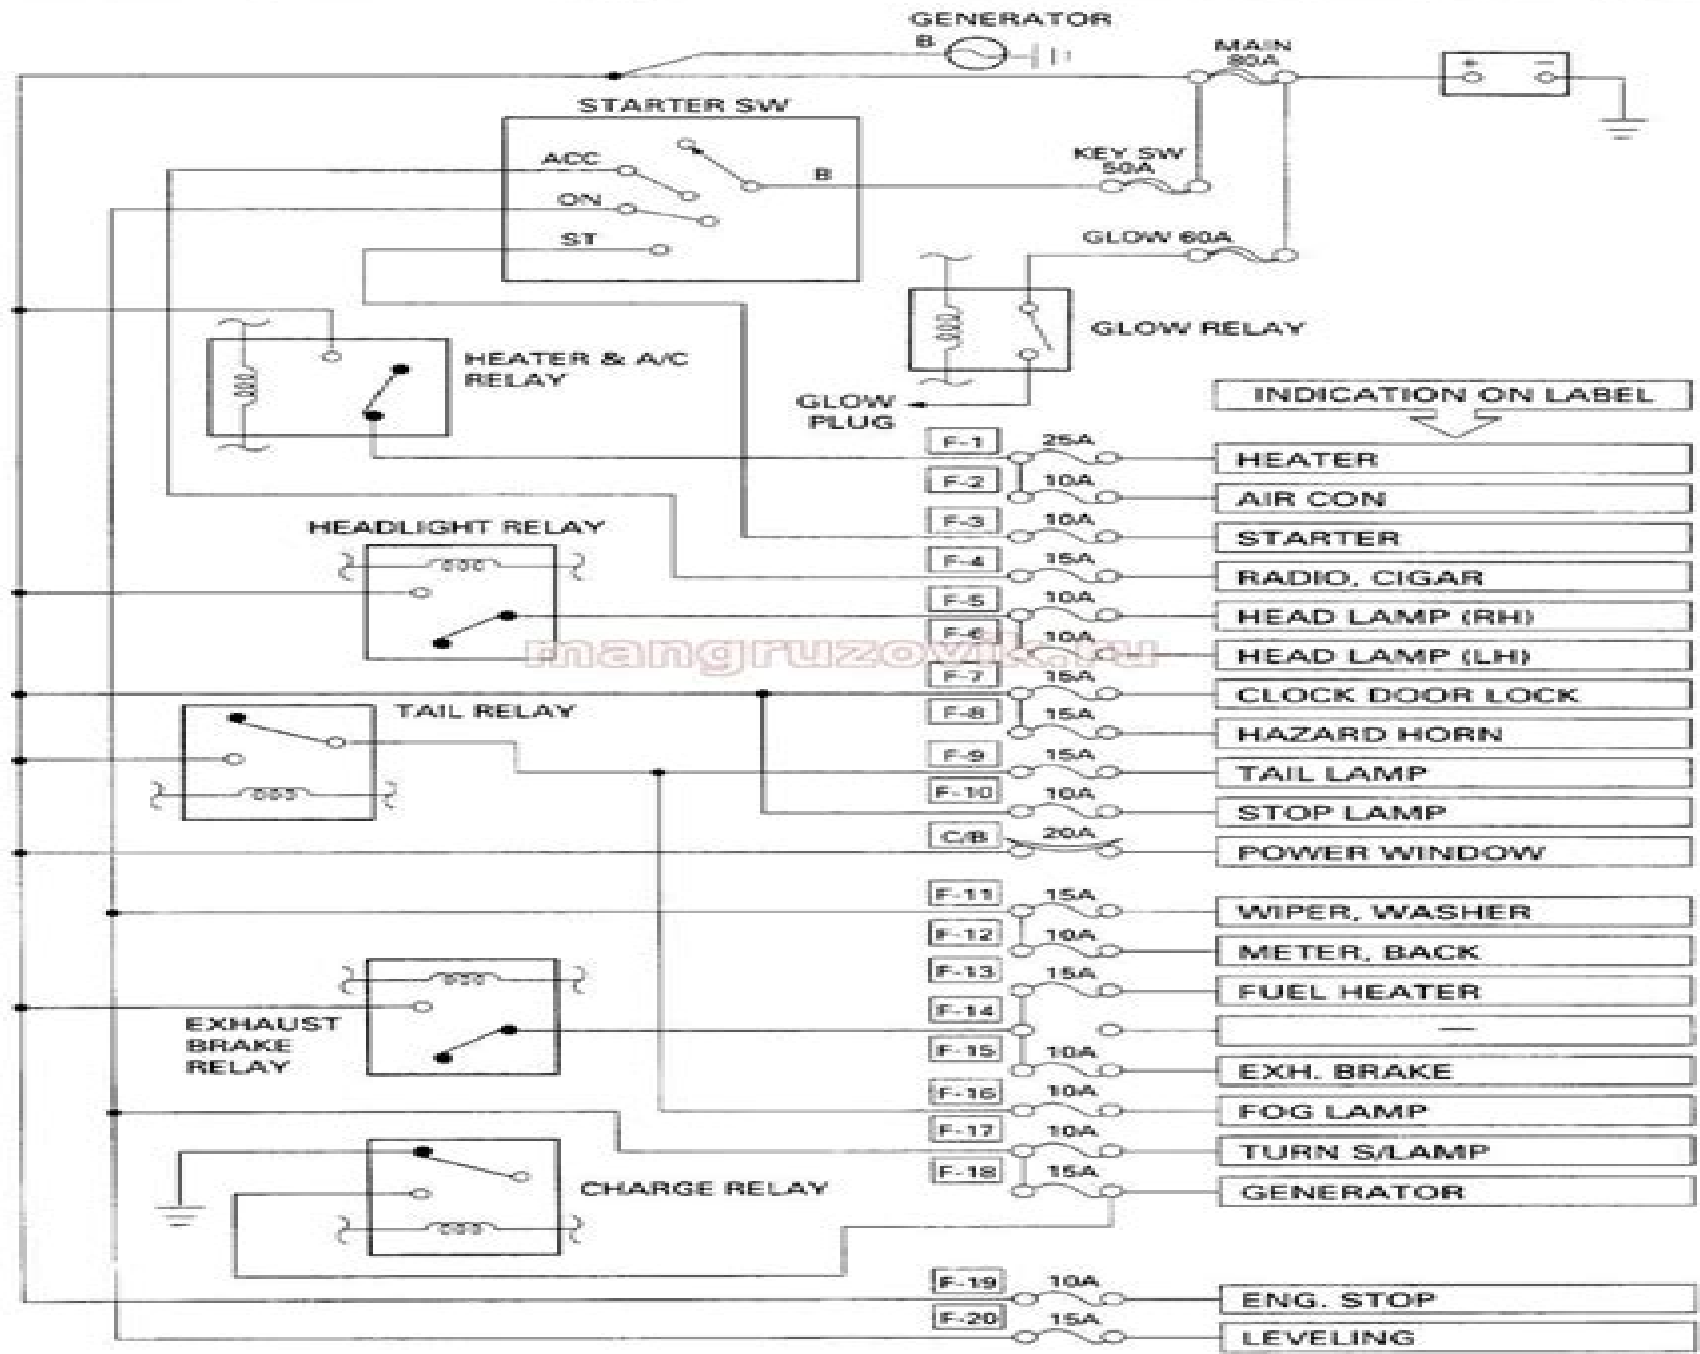 GENERATOR
B
MAIN
80A
+ −
STARTER SW
ACC
B
KEY SW
50A
ON
ST
GLOW 60A
GLOW RELAY
HEATER & A/C
RELAY
GLOW
PLUG
INDICATION ON LABEL
F-1 25A HEATER
F-2 10A AIR CON
F-3 10A STARTER
HEADLIGHT RELAY
F-4 15A RADIO, CIGAR
F-5 10A HEAD LAMP (RH)
F-6 10A HEAD LAMP (LH)
mangruzovik.ru
F-7 15A CLOCK DOOR LOCK
TAIL RELAY
F-8 15A HAZARD HORN
F-9 15A TAIL LAMP
F-10 10A STOP LAMP
C/B 20A POWER WINDOW
F-11 15A WIPER, WASHER
F-12 10A METER, BACK
F-13 15A FUEL HEATER
F-14 —
EXHAUST
BRAKE
RELAY
F-15 10A EXH. BRAKE
F-16 10A FOG LAMP
F-17 10A TURN S/LAMP
F-18 15A GENERATOR
CHARGE RELAY
F-19 10A ENG. STOP
F-20 15A LEVELING